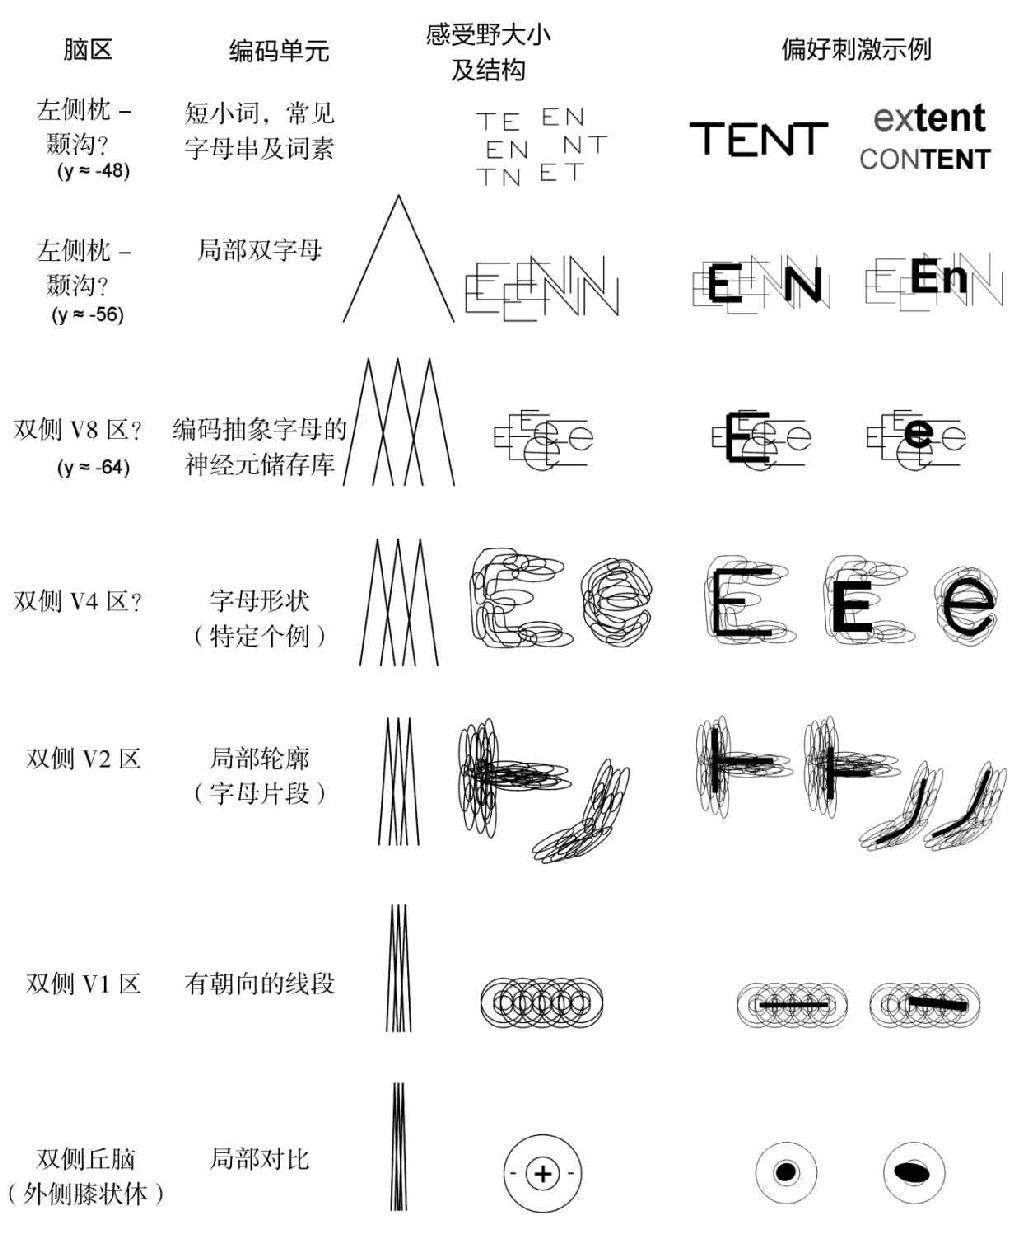 脑区 编码单元 感受野大小 偏好刺激示例
及结构
左侧枕– 短小词，常见 TE EN TENT extent
颞沟？ 字母串及词素 EN NT CONTENT
(y ≈ -48) TN ET
左侧枕– 局部双字母 E E E N N N E N En
颞沟？
(y ≈ -56)
双侧 V8 区？ 编码抽象字母的 E E E e e e E e
(y ≈ -64) 神经元储存库
双侧 V4 区？ 字母形状 E e E E e
（特定个例）
双侧 V2 区 局部轮廓
（字母片段）
双侧 V1 区 有朝向的线段
双侧丘脑 局部对比 - + -
（外侧膝状体）